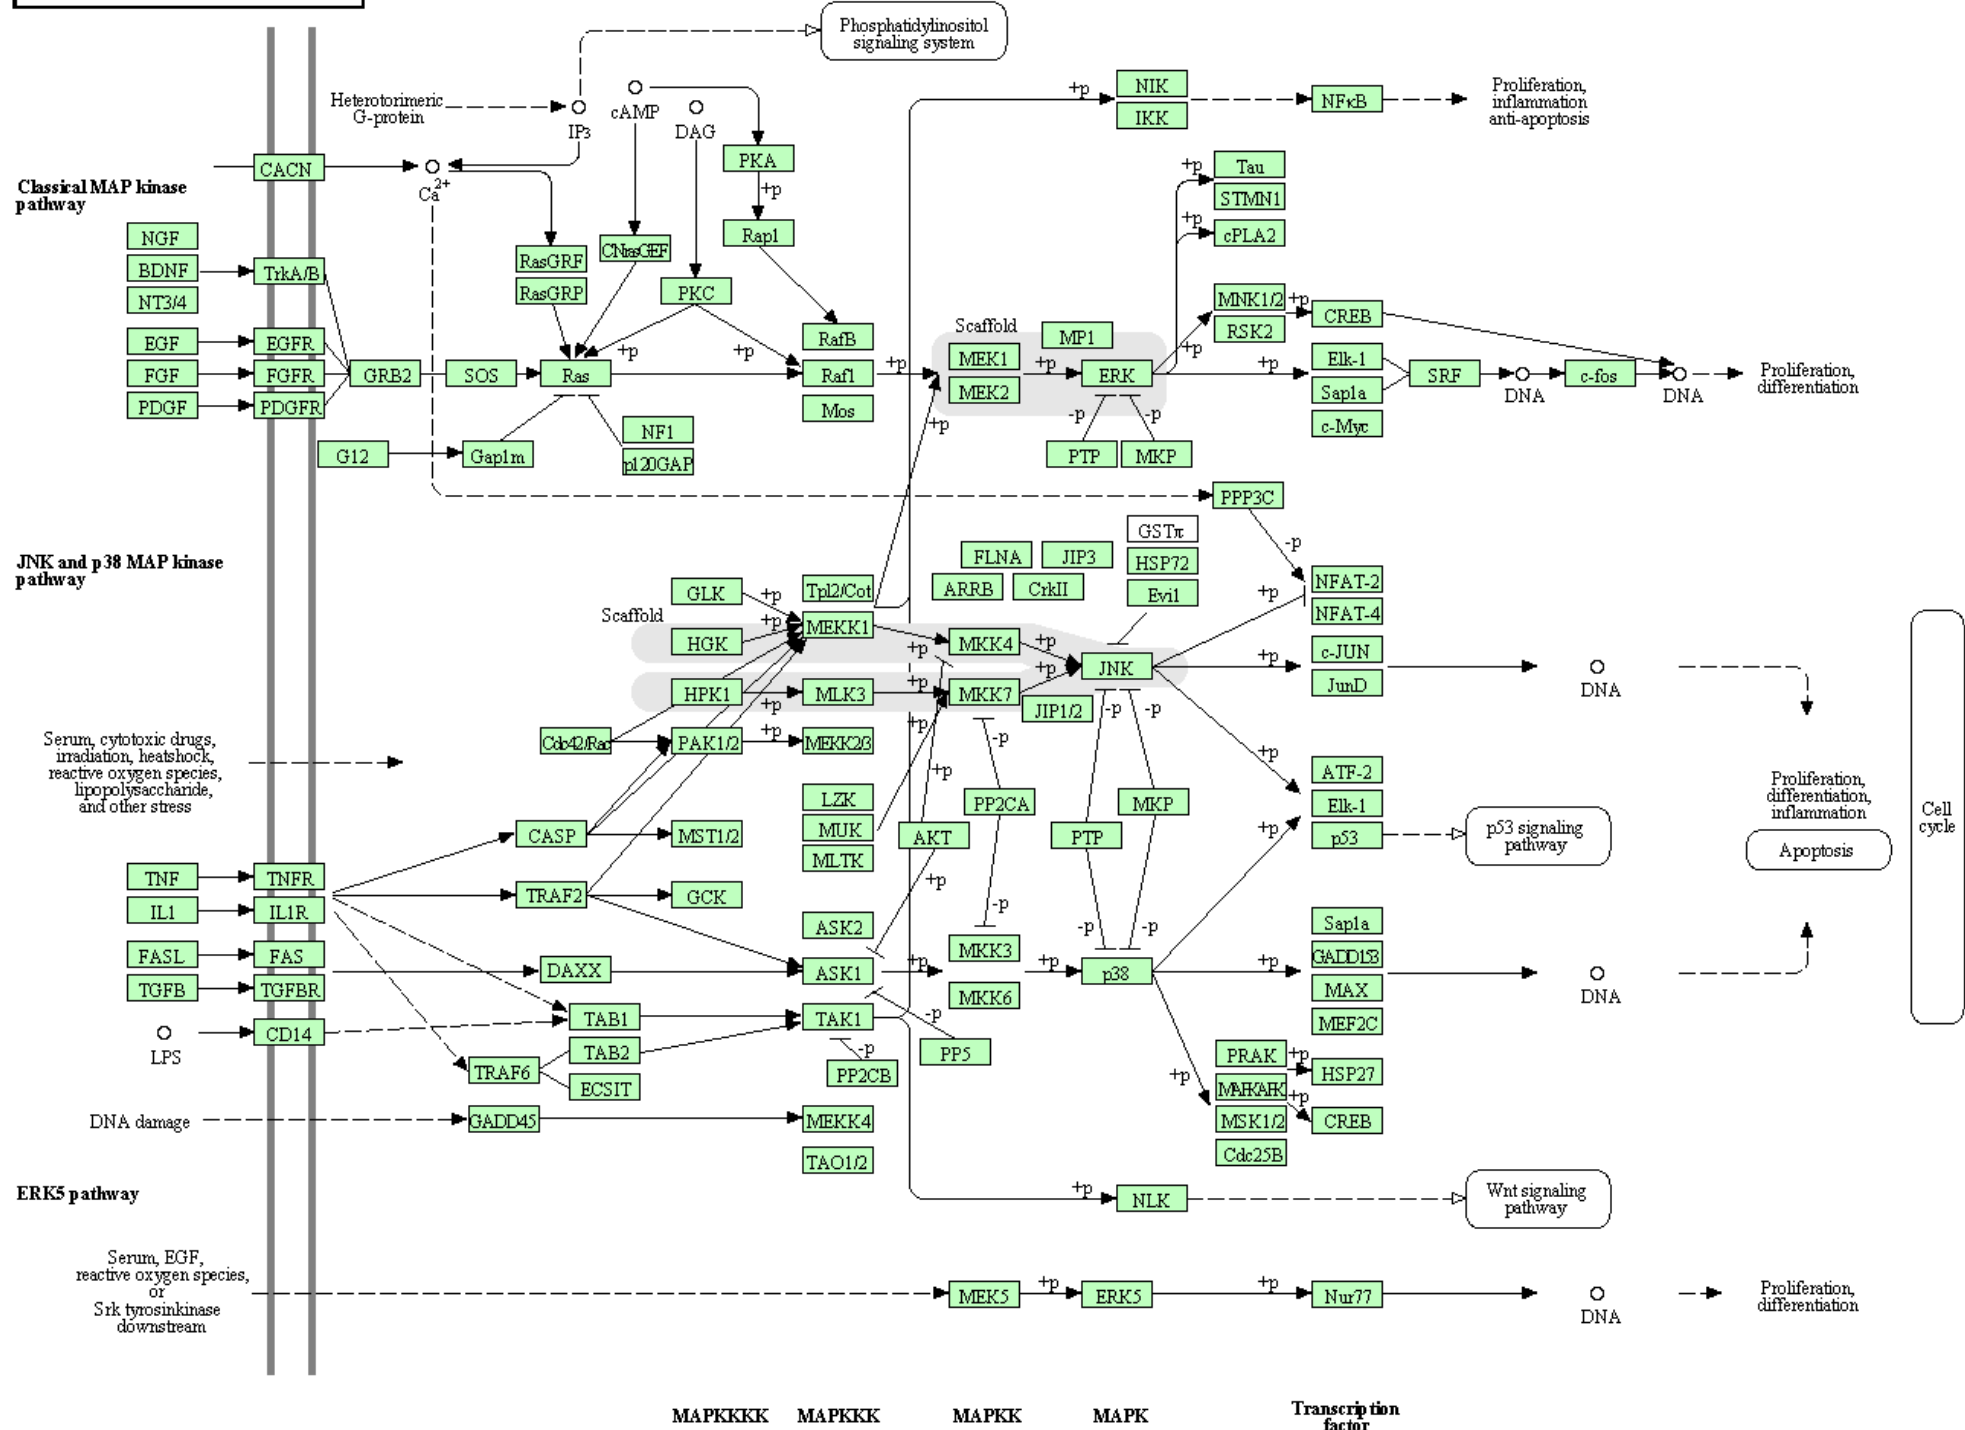 Phosphatidylinositol
signaling system
Heterotorimeric
G-protein
IP3
cAMP
DAG
+p
NIK
IKK
NFκB
Proliferation,
inflammation
anti-apoptosis
CACN
Ca2+
PKA
+p
Rap1
+p
Tau
STMN1
+p
cPLA2
Classical MAP kinase
pathway
NGF
BDNF
NT3/4
TrkA/B
RasGRF
RasGRP
CNrasGEF
PKC
RafB
Scaffold
MP1
MNK1/2
+p
CREB
RSK2
+p
EGF
EGFR
FGF
FGFR
GRB2
SOS
Ras
+p
+p
Raf1
+p
MEK1
+p
MEK2
ERK
+p
Elk-1
Sap1a
c-Myc
SRF
DNA
c-fos
DNA
Proliferation,
differentiation
PDGF
PDGFR
Mos
+p
-p
-p
PTP
MKP
G12
Gap1m
NF1
p120GAP
PPP3C
-p
JNK and p38 MAP kinase
pathway
GSTπ
HSP72
Evi1
FLNA
JIP3
ARRB
CrkII
NFAT-2
NFAT-4
+p
Scaffold
GLK
+p
Tpl2/Cot
HGK
+p
MEKK1
+p
MKK4
+p
JNK
+p
c-JUN
JunD
DNA
HPK1
+p
MLK3
+p
MKK7
+p
JIP1/2
-p
-p
Cdc42/Rac
PAK1/2
+p
MEKK2/3
+p
-p
+p
+p
Serum, cytotoxic drugs,
irradiation, heatshock,
reactive oxygen species,
lipopolysaccharide,
and other stress
LZK
MUK
MLTK
PP2CA
MKP
AKT
PTP
ATF-2
Elk-1
p53
+p
p53 signaling
pathway
Proliferation,
differentiation,
inflammation
Apoptosis
Cell
cycle
CASP
MST1/2
TNF
TNFR
TRAF2
GCK
+p
IL1
IL1R
ASK2
-p
-p
-p
FASL
FAS
DAXX
ASK1
+p
MKK3
MKK6
+p
p38
+p
Sap1a
GADD153
MAX
MEF2C
DNA
TGFB
TGFBR
LPS
CD14
TAB1
TAK1
-p
PP5
TAB2
-p
PP2CB
TRAF6
ECSIT
+p
PRAK
+p
HSP27
MAPKAPK
+p
MSK1/2
CREB
Cdc25B
DNA damage
GADD45
MEKK4
TAO1/2
ERK5 pathway
+p
NLK
Wnt signaling
pathway
Serum, EGF,
reactive oxygen species,
or
Srk tyrosinkinase
downstream
MEK5
+p
ERK5
+p
Nur77
DNA
Proliferation,
differentiation
MAPKKKK
MAPKKK
MAPKK
MAPK
Transcription
factor